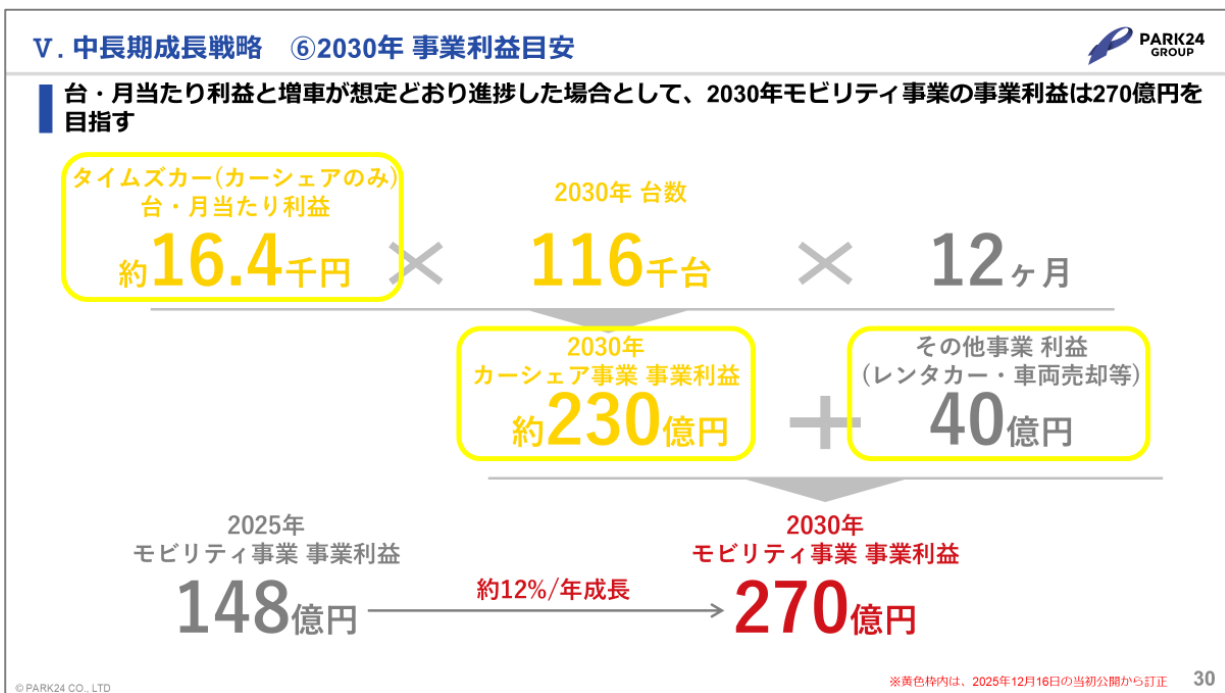 Ⅴ. 中長期成長戦略 ⑥2030年 事業利益目安
PARK24
GROUP
台・月当たり利益と増車が想定どおり進捗した場合として、2030年モビリティ事業の事業利益は270億円を
目指す
タイムズカー(カーシェアのみ)
台・月当たり利益
約16.4千円
×
2030年 台数
116千台
×
12ヶ月
2030年
カーシェア事業 事業利益
約230億円
+
その他事業 利益
(レンタカー・車両売却等)
40億円
2025年
モビリティ事業 事業利益
148億円
約12%/年成長
2030年
モビリティ事業 事業利益
270億円
© PARK24 CO., LTD
※黄色枠内は、2025年12月16日の当初公開から訂正
30